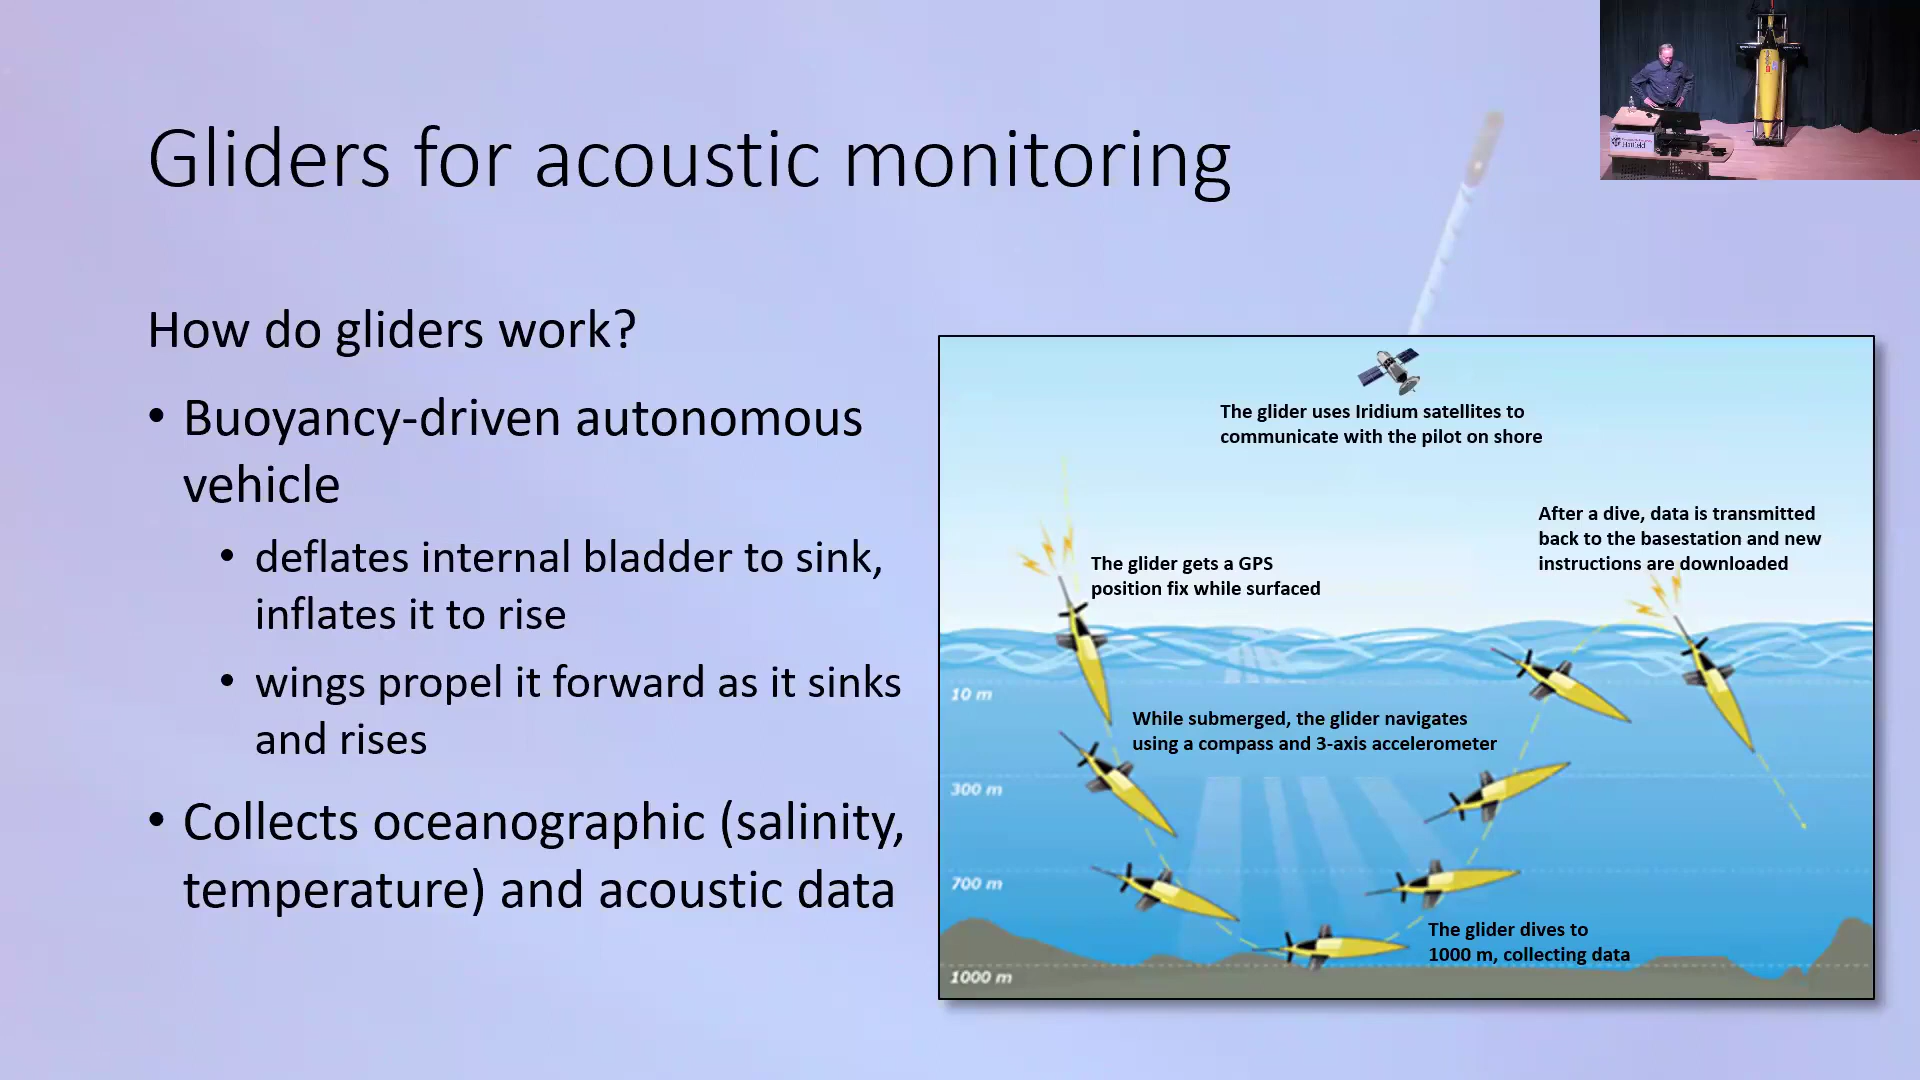 Gliders for acoustic monitoring
How do gliders work?
• Buoyancy-driven autonomous
vehicle
• deflates internal bladder to sink,
inflates it to rise
• wings propel it forward as it sinks
and rises
• Collects oceanographic (salinity,
temperature) and acoustic data
The glider uses Iridium satellites to
communicate with the pilot on shore
After a dive, data is transmitted
back to the basestation and new
instructions are downloaded
The glider gets a GPS
position fix while surfaced
10 m
While submerged, the glider navigates
using a compass and 3-axis accelerometer
300 m
700 m
The glider dives to
1000 m, collecting data
1000 m